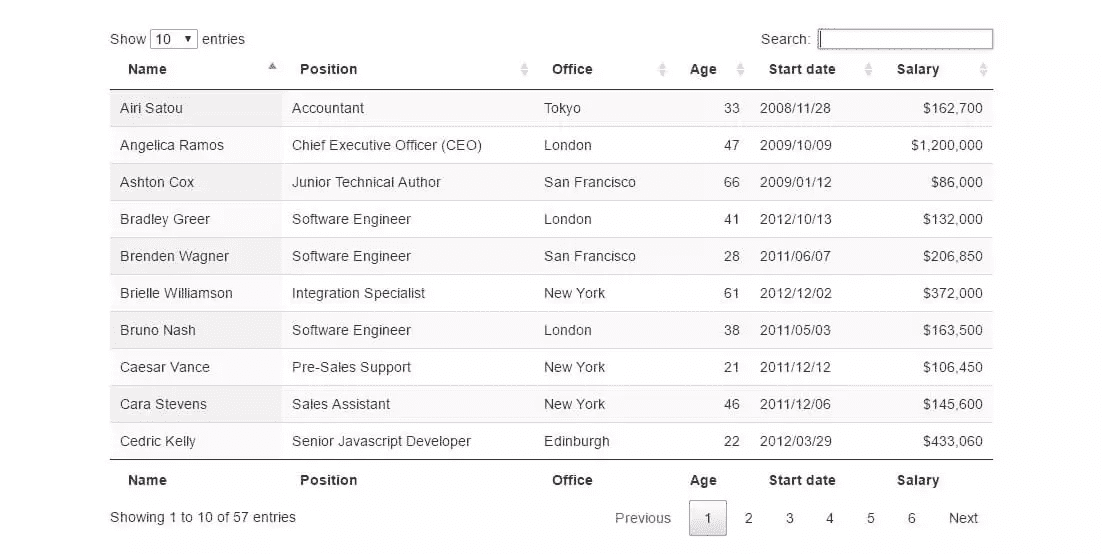 Show 10 entries Search:
Name Position Office Age Start date Salary
Airi Satou Accountant Tokyo 33 2008/11/28 $162,700
Angelica Ramos Chief Executive Officer (CEO) London 47 2009/10/09 $1,200,000
Ashton Cox Junior Technical Author San Francisco 66 2009/01/12 $86,000
Bradley Greer Software Engineer London 41 2012/10/13 $132,000
Brenden Wagner Software Engineer San Francisco 28 2011/06/07 $206,850
Brielle Williamson Integration Specialist New York 61 2012/12/02 $372,000
Bruno Nash Software Engineer London 38 2011/05/03 $163,500
Caesar Vance Pre-Sales Support New York 21 2011/12/12 $106,450
Cara Stevens Sales Assistant New York 46 2011/12/06 $145,600
Cedric Kelly Senior Javascript Developer Edinburgh 22 2012/03/29 $433,060
Name Position Office Age Start date Salary
Showing 1 to 10 of 57 entries Previous 1 2 3 4 5 6 Next